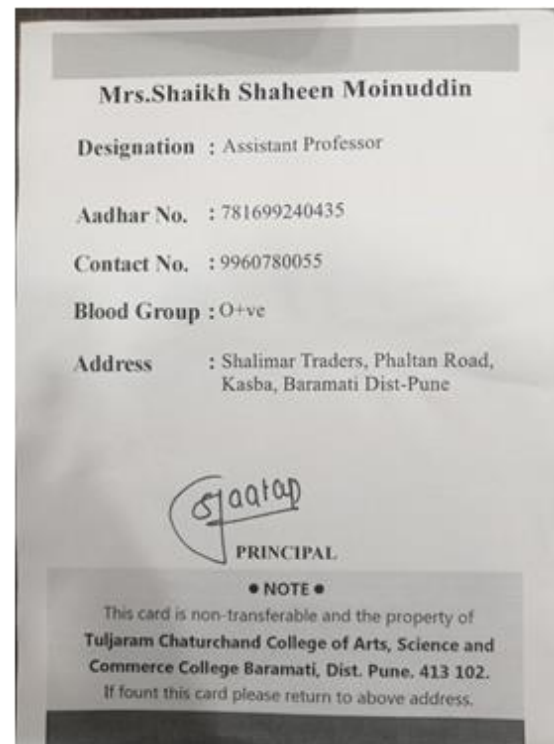 Mrs.Shaikh Shaheen Moinuddin
Designation : Assistant Professor
Aadhar No. : 781699240435
Contact No. : 9960780055
Blood Group : O+ve
Address : Shalimar Traders, Phaltan Road,
Kasba, Baramati Dist-Pune
PRINCIPAL
● NOTE ●
This card is non-transferable and the property of
Tuljaram Chaturchand College of Arts, Science and
Commerce College Baramati, Dist. Pune. 413 102.
If fount this card please return to above address.